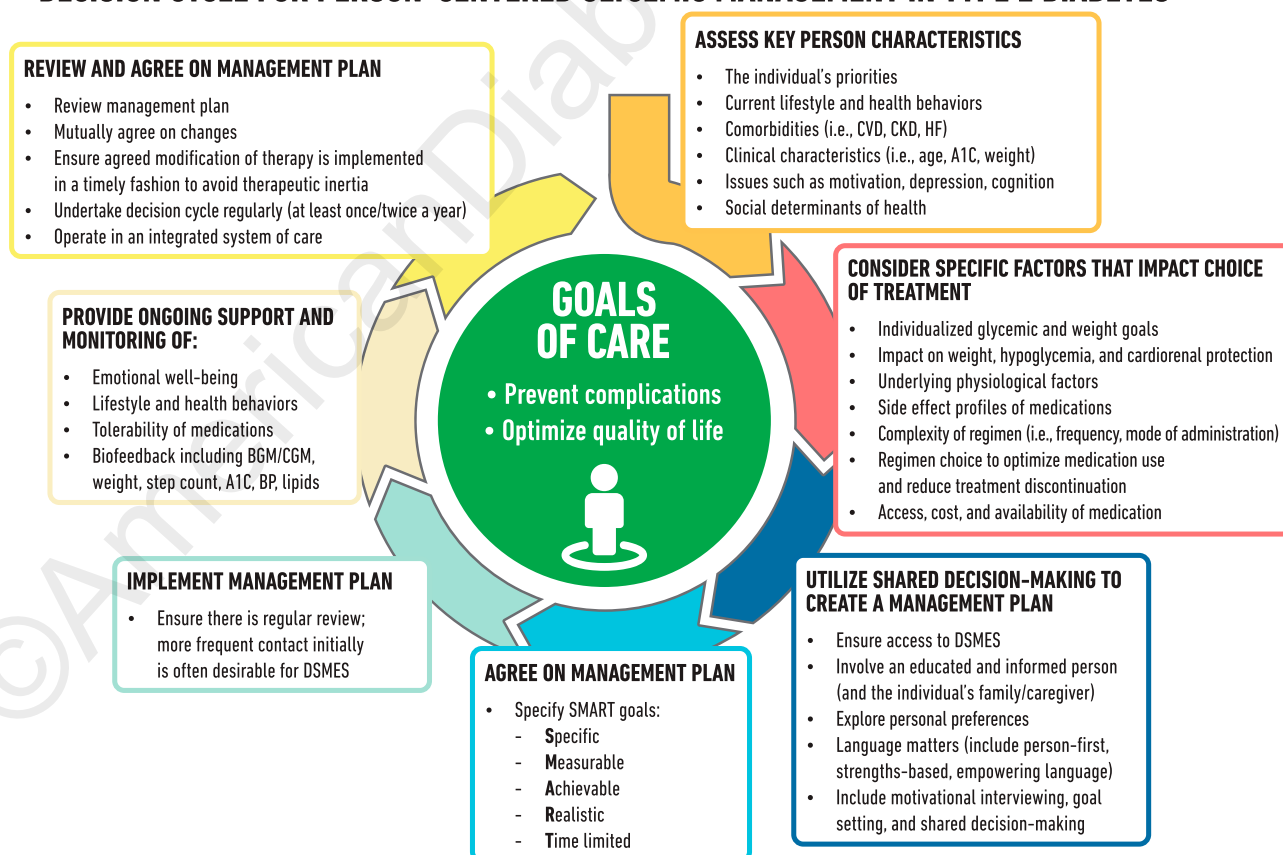 DECISION CYCLE FOR PERSON-CENTERED GLYCEMIC MANAGEMENT IN TYPE 2 DIABETES
ASSESS KEY PERSON CHARACTERISTICS
• The individual's priorities
• Current lifestyle and health behaviors
• Comorbidities (i.e., CVD, CKD, HF)
• Clinical characteristics (i.e., age, A1C, weight)
• Issues such as motivation, depression, cognition
• Social determinants of health
CONSIDER SPECIFIC FACTORS THAT IMPACT CHOICE
OF TREATMENT
• Individualized glycemic and weight goals
• Impact on weight, hypoglycemia, and cardiorenal protection
• Underlying physiological factors
• Side effect profiles of medications
• Complexity of regimen (i.e., frequency, mode of administration)
• Regimen choice to optimize medication use
and reduce treatment discontinuation
• Access, cost, and availability of medication
UTILIZE SHARED DECISION-MAKING TO
CREATE A MANAGEMENT PLAN
• Ensure access to DSMES
• Involve an educated and informed person
(and the individual's family/caregiver)
• Explore personal preferences
• Language matters (include person-first,
strengths-based, empowering language)
• Include motivational interviewing, goal
setting, and shared decision-making
AGREE ON MANAGEMENT PLAN
• Specify SMART goals:
- Specific
- Measurable
- Achievable
- Realistic
- Time limited
IMPLEMENT MANAGEMENT PLAN
• Ensure there is regular review;
more frequent contact initially
is often desirable for DSMES
PROVIDE ONGOING SUPPORT AND
MONITORING OF:
• Emotional well-being
• Lifestyle and health behaviors
• Tolerability of medications
• Biofeedback including BGM/CGM,
weight, step count, A1C, BP, lipids
REVIEW AND AGREE ON MANAGEMENT PLAN
• Review management plan
• Mutually agree on changes
• Ensure agreed modification of therapy is implemented
in a timely fashion to avoid therapeutic inertia
• Undertake decision cycle regularly (at least once/twice a year)
• Operate in an integrated system of care
GOALS
OF CARE
• Prevent complications
• Optimize quality of life
©AmericanDiab